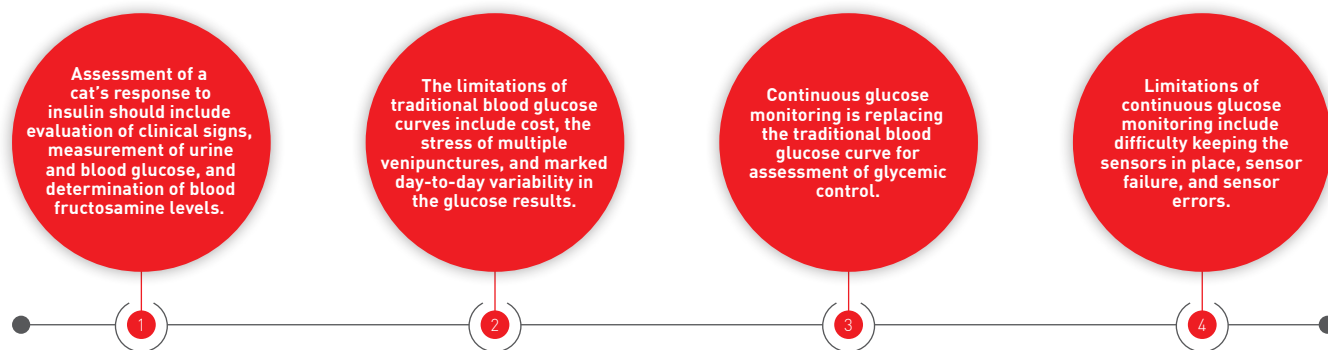 Assessment of a
cat's response to
insulin should include
evaluation of clinical signs,
measurement of urine
and blood glucose, and
determination of blood
fructosamine levels.
The limitations of
traditional blood glucose
curves include cost, the
stress of multiple
venipunctures, and marked
day-to-day variability in
the glucose results.
Continuous glucose
monitoring is replacing
the traditional blood
glucose curve for
assessment of glycemic
control.
Limitations of
continuous glucose
monitoring include
difficulty keeping the
sensors in place, sensor
failure, and sensor
errors.
1
2
3
4